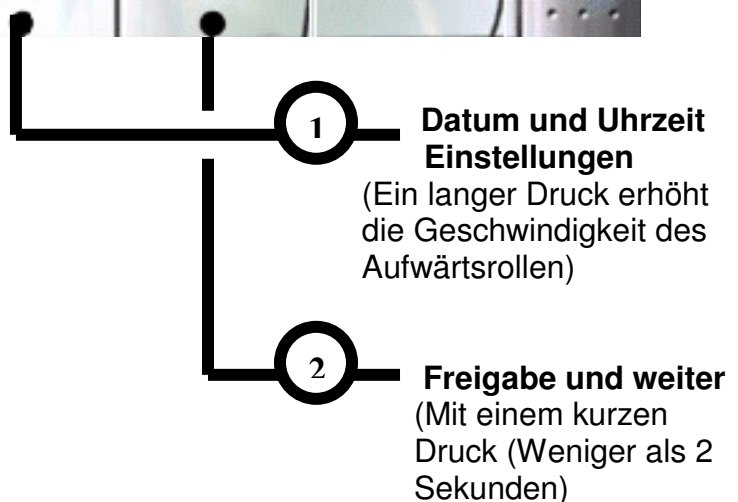 1
Datum und Uhrzeit
Einstellungen
(Ein langer Druck erhöht
die Geschwindigkeit des
Aufwärtsrollen)
2
Freigabe und weiter
(Mit einem kurzen
Druck (Weniger als 2
Sekunden)